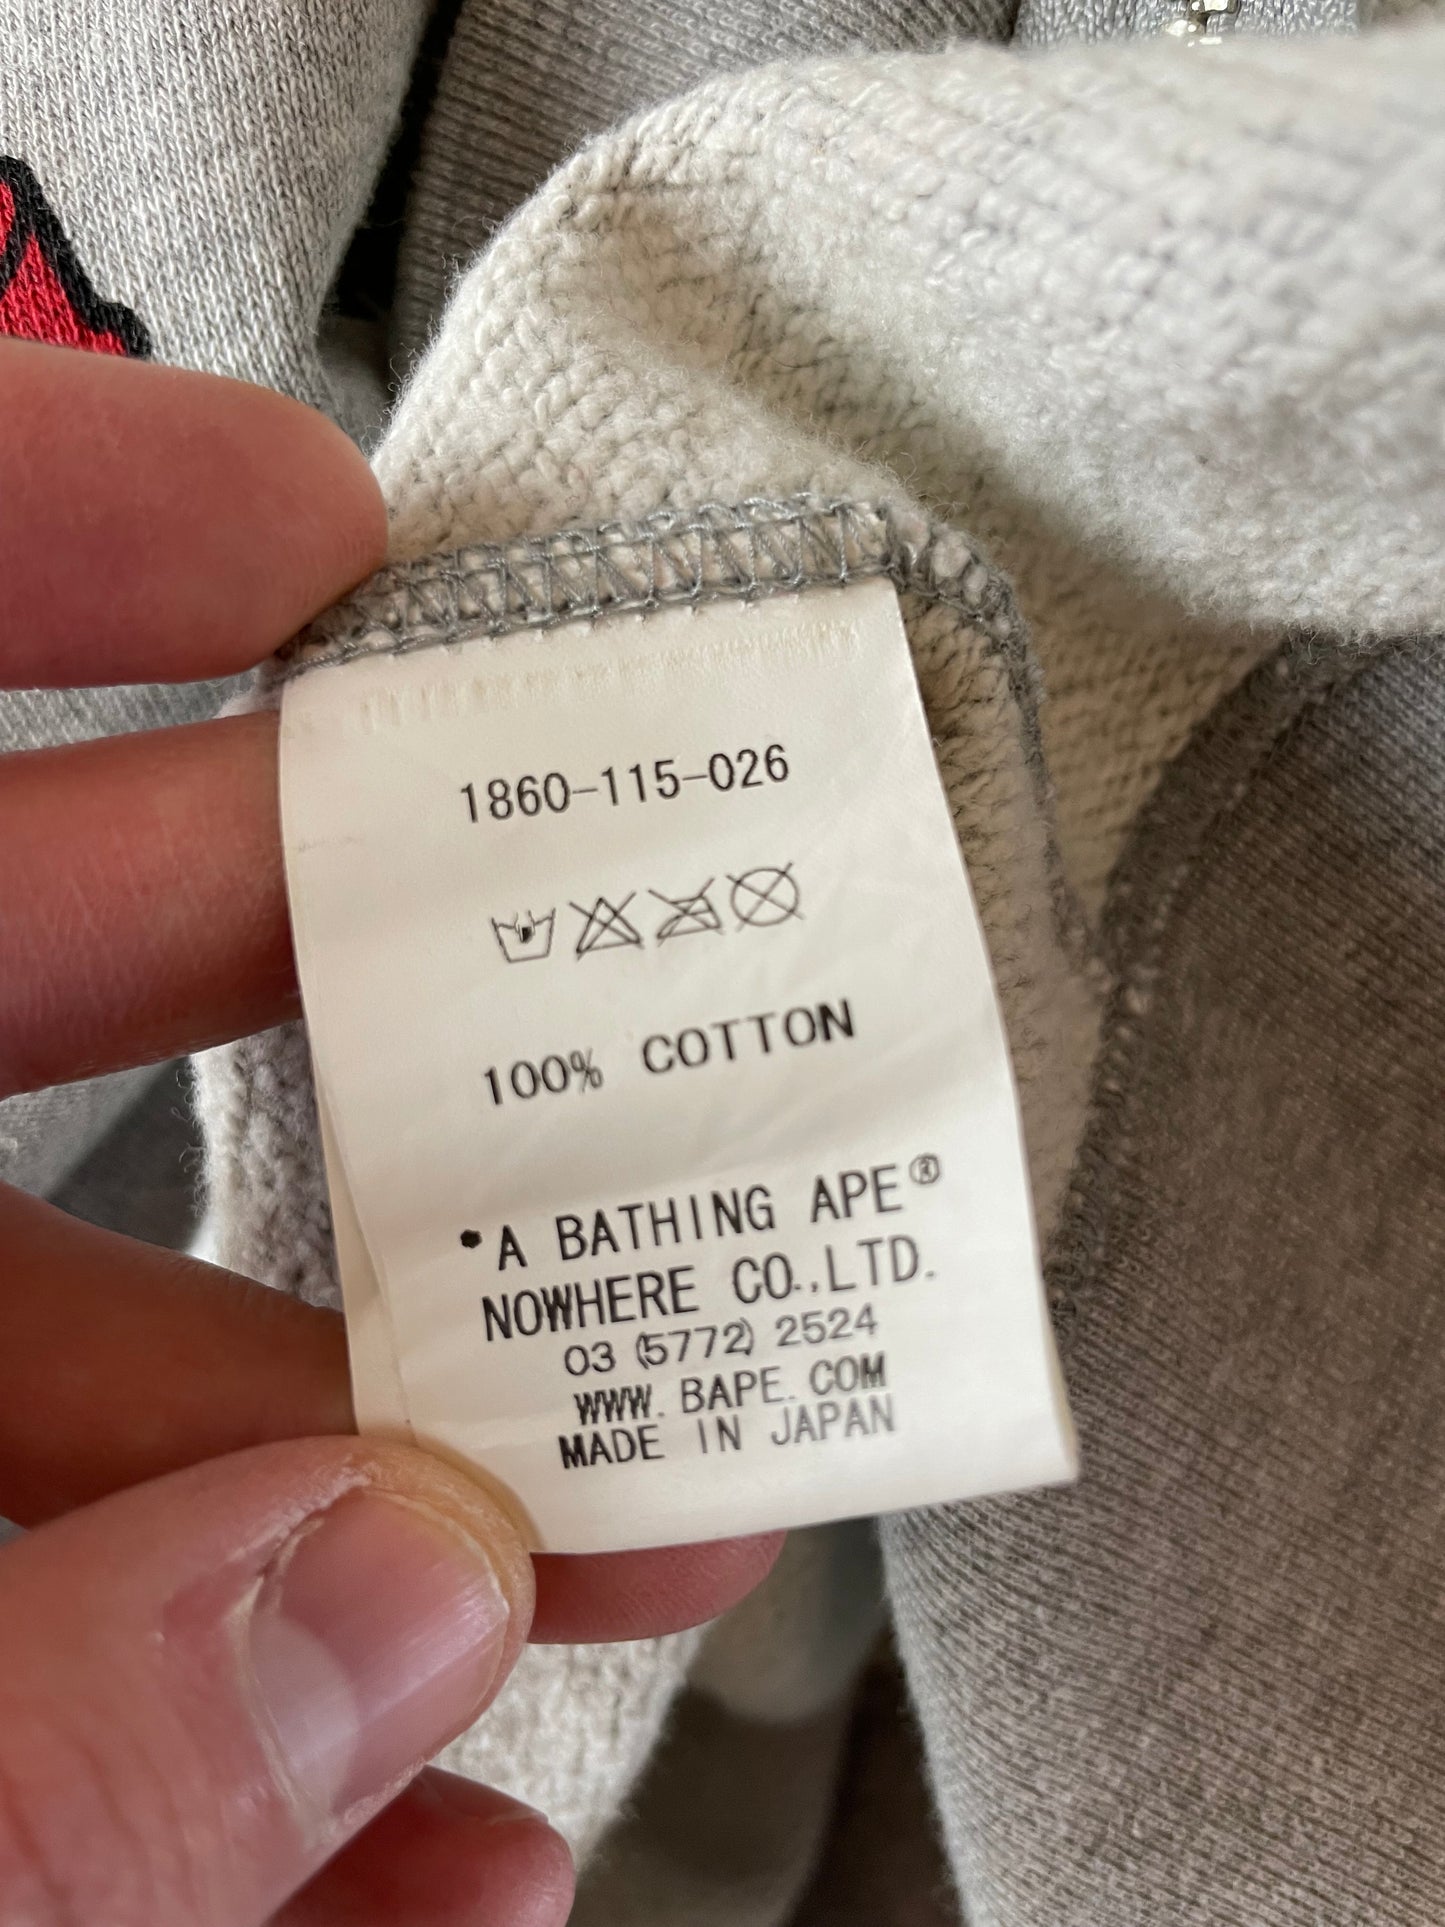 1860-115-026
100% COTTON
•A BATHING APE®
NOWHERE CO.,LTD.
03 (5772) 2524
WWW. BAPE. COM
MADE IN JAPAN